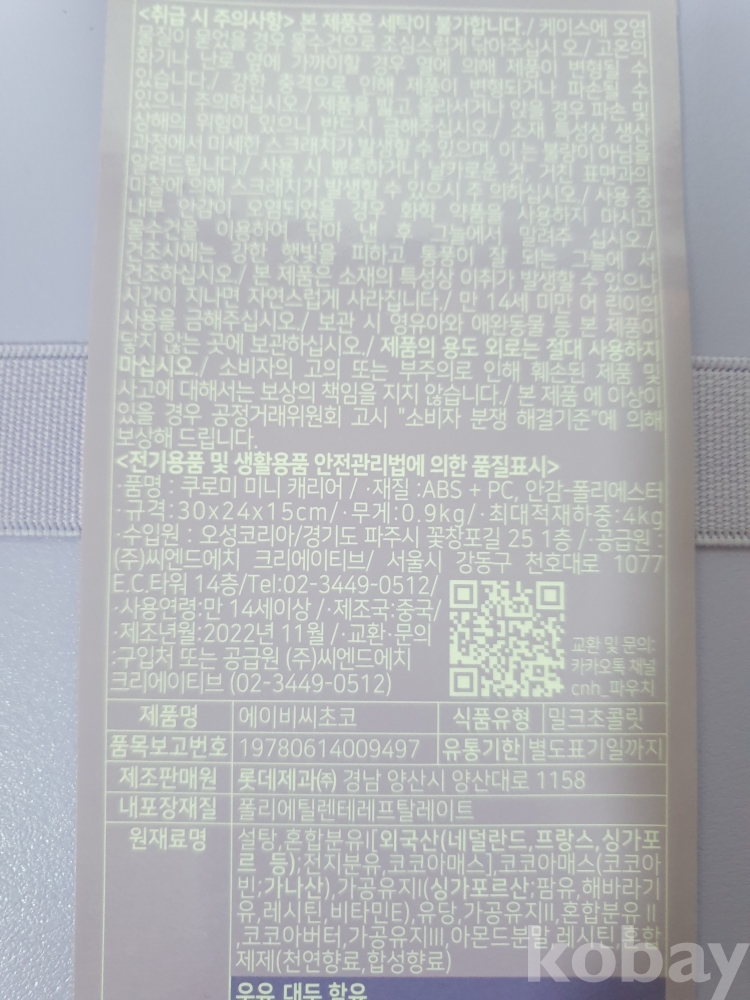 <취급 시 주의사항> 본 제품은 세탁이 불가합니다./ 케이스에 오염
물질이 묻었을 경우 물수건으로 조심스럽게 닦아주십시 오./ 고온의
화기나 난로 옆에 가까이할 경우 열에 의해 제품이 변형될 수
있습니다./ 강한 충격으로 인해 제품이 변형되거나 파손될 수
있으니 주의하십시오./ 제품을 밟고 올라서거나 앉을 경우 파손 및
상해의 위험이 있으니 반드시 금해주십시오./ 소재 특성상 생산
과정에서 미세한 스크래치가 발생할 수 있으며, 이는 불량이 아님을
알려드립니다./ 사용 시 뾰족하거나 날카로운 것, 거친 표면과의
마찰에 의해 스크래치가 발생할 수 있으시 주 의하십시오./ 사용 중
내부 안감이 오염되었을 경우 화학 약품을 사용하지 마시고
물수건을 이용하여 닦아 낸 후 그늘에서 말려주 십시오./
건조시에는 강한 햇빛을 피하고 통풍이 잘 되는 그늘에 서
건조하십시오./ 본 제품은 소재의 특성상 이취가 발생할 수 있으나
시간이 지나면 자연스럽게 사라집니다./ 만 14세 미만 어 린이의
사용을 금해주십시오./ 보관 시 영유아와 애완동물 등 본 제품이
닿지 않는 곳에 보관하십시오./ 제품의 용도 외로는 절대 사용하지
마십시오./ 소비자의 고의 또는 부주의로 인해 훼손된 제품 및
사고에 대해서는 보상의 책임을 지지 않습니다./ 본 제품 에 이상이
있을 경우 공정거래위원회 고시 "소비자 분쟁 해결기준"에 의해
보상해 드립니다.
<전기용품 및 생활용품 안전관리법에 의한 품질표시>
·품명 : 쿠로미 미니 캐리어 / ·재질 :ABS + PC, 안감-폴리에스터
·규격:30x24x15cm/·무게:0.9kg/·최대적재하중:4kg
·수입원 : 오성코리아/경기도 파주시 꽃창포길 25 1층 /·공급원 :
(주)씨엔드에치 크리에이티브/ 서울시 강동구 천호대로 1077
E.C.타워 14층/Tel:02-3449-0512/
·사용연령:만 14세이상 /·제조국:중국/
·제조년월:2022년 11월 /·교환·문의
:구입처 또는 공급원 (주)씨엔드에치
크리에이티브 (02-3449-0512)
교환 및 문의:
카카오톡 채널
cnh_파우치
제품명 에이비씨초코 식품유형 밀크초콜릿
품목보고번호 19780614009497 유통기한 별도표기일까지
제조판매원 롯데제과㈜ 경남 양산시 양산대로 1158
내포장재질 폴리에틸렌테레프탈레이트
원재료명 설탕,혼합분유Ⅰ[외국산(네덜란드,프랑스,싱가포
르 등);전지분유,코코아매스],코코아매스(코코아
빈;가나산),가공유지Ⅱ(싱가포르산;팜유,해바라기
유,레시틴,비타민E),유당,가공유지Ⅱ,혼합분유Ⅱ
,코코아버터,가공유지Ⅲ,아몬드분말,레시틴,혼합
제제(천연향료,합성향료)
우유, 대두 함유
kobay